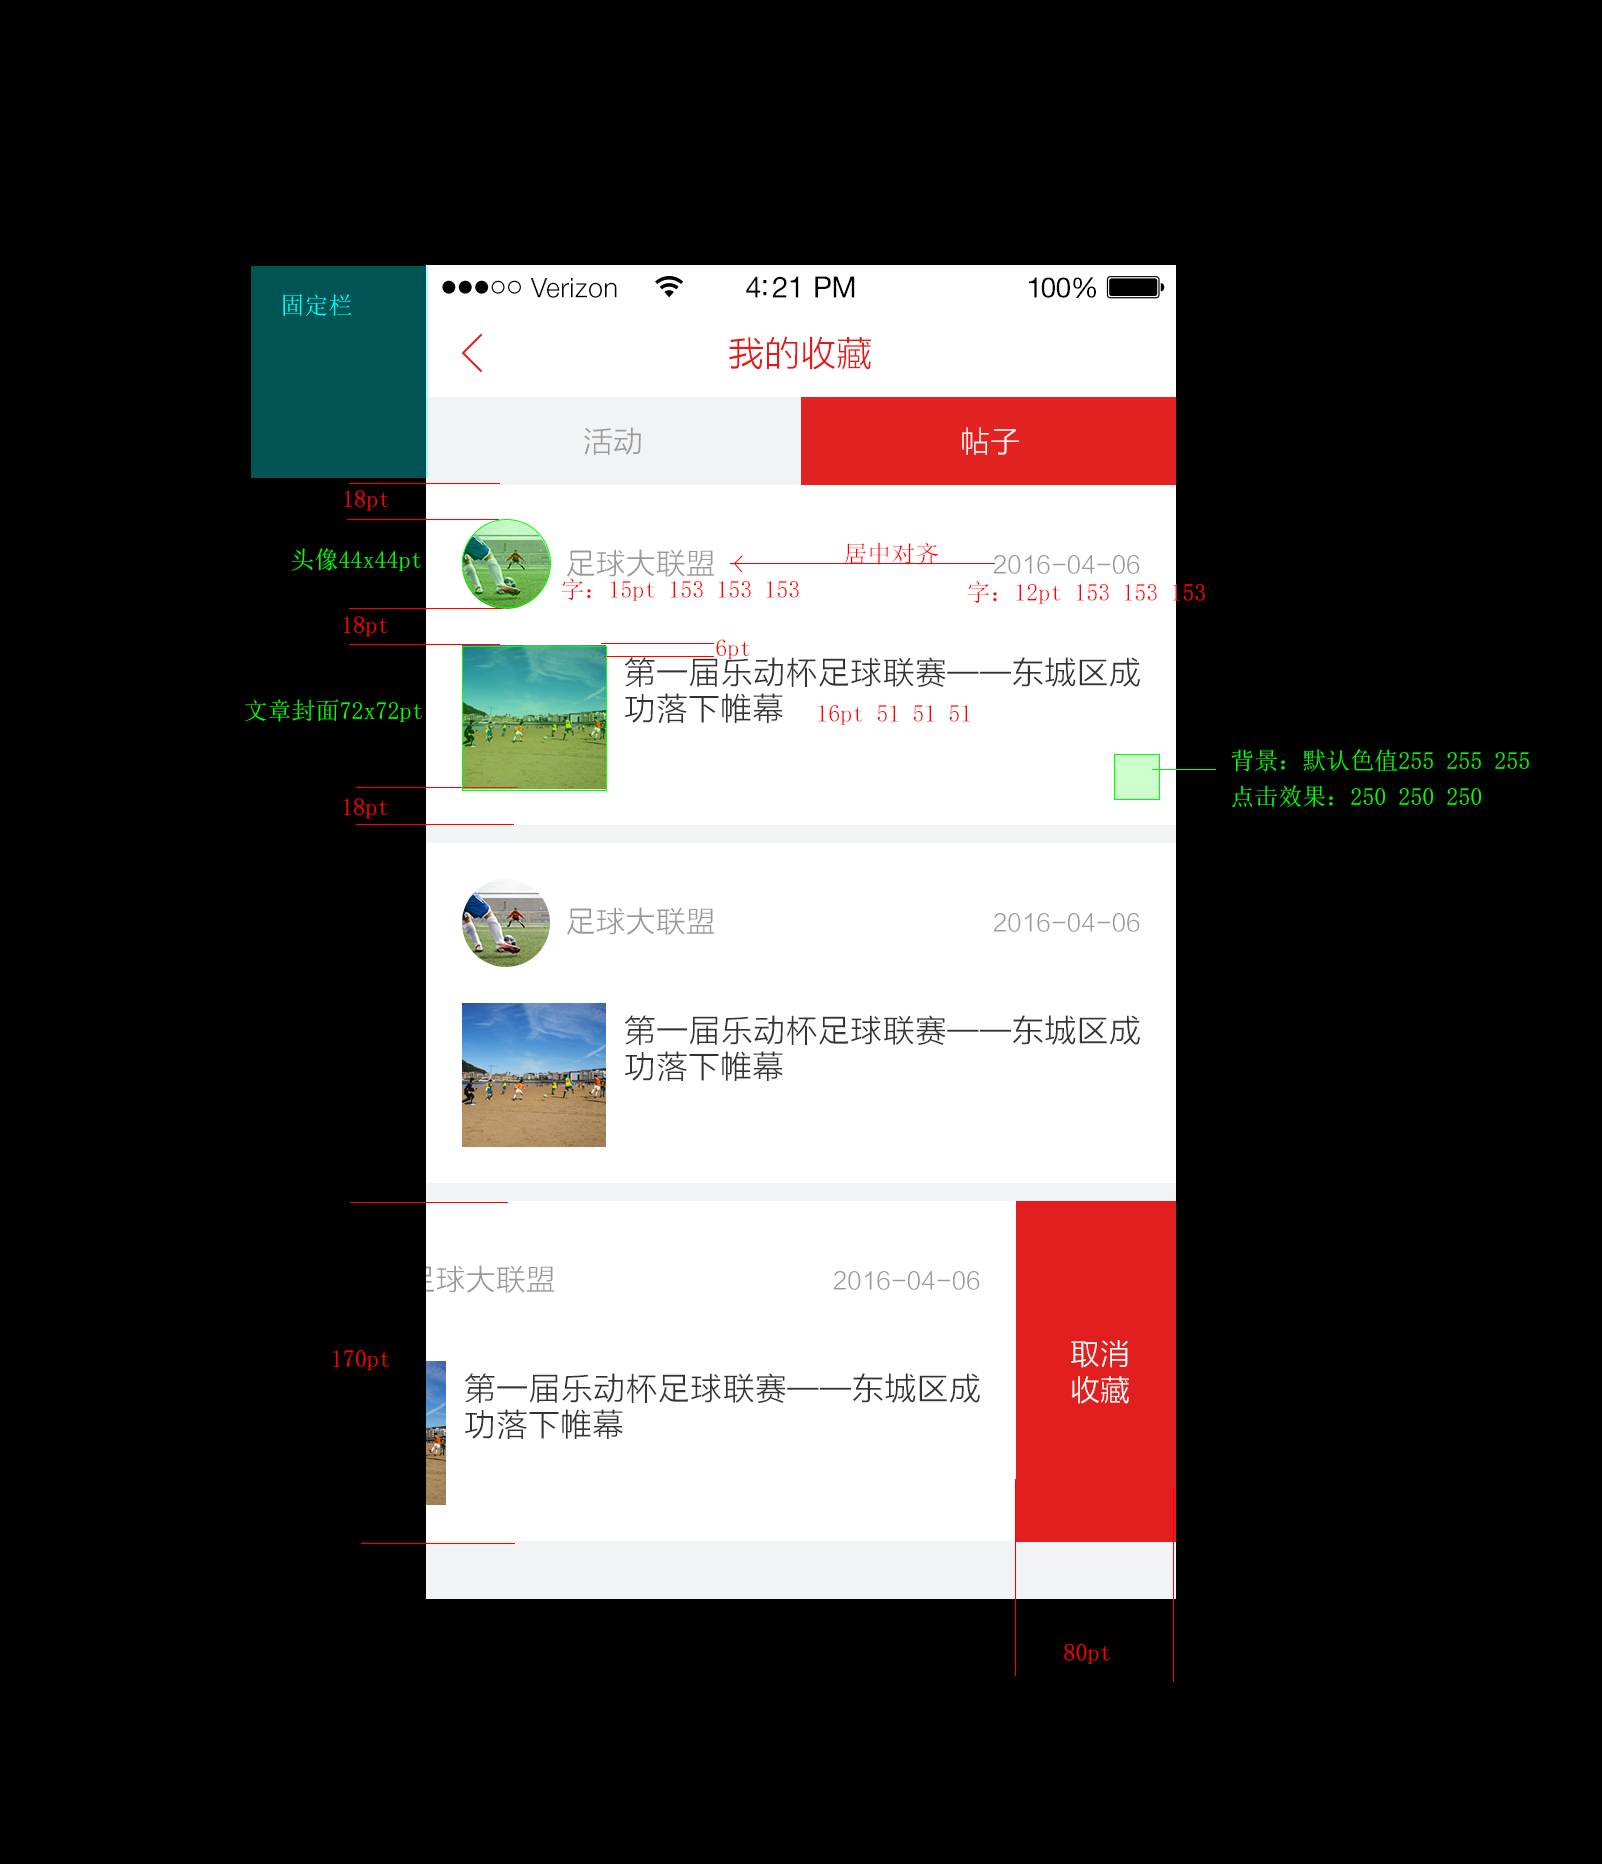 Verizon 4:21 PM 100%
固定栏
我的收藏
活动 帖子
18pt
头像44x44pt
足球大联盟 居中对齐 2016-04-06
字：15pt 153 153 153 字：12pt 153 153 153
18pt
6pt
文章封面72x72pt
第一届乐动杯足球联赛——东城区成
功落下帷幕 16pt 51 51 51
背景：默认色值255 255 255
点击效果：250 250 250
18pt
足球大联盟 2016-04-06
第一届乐动杯足球联赛——东城区成
功落下帷幕
足球大联盟 2016-04-06
170pt
第一届乐动杯足球联赛——东城区成
功落下帷幕
取消
收藏
80pt